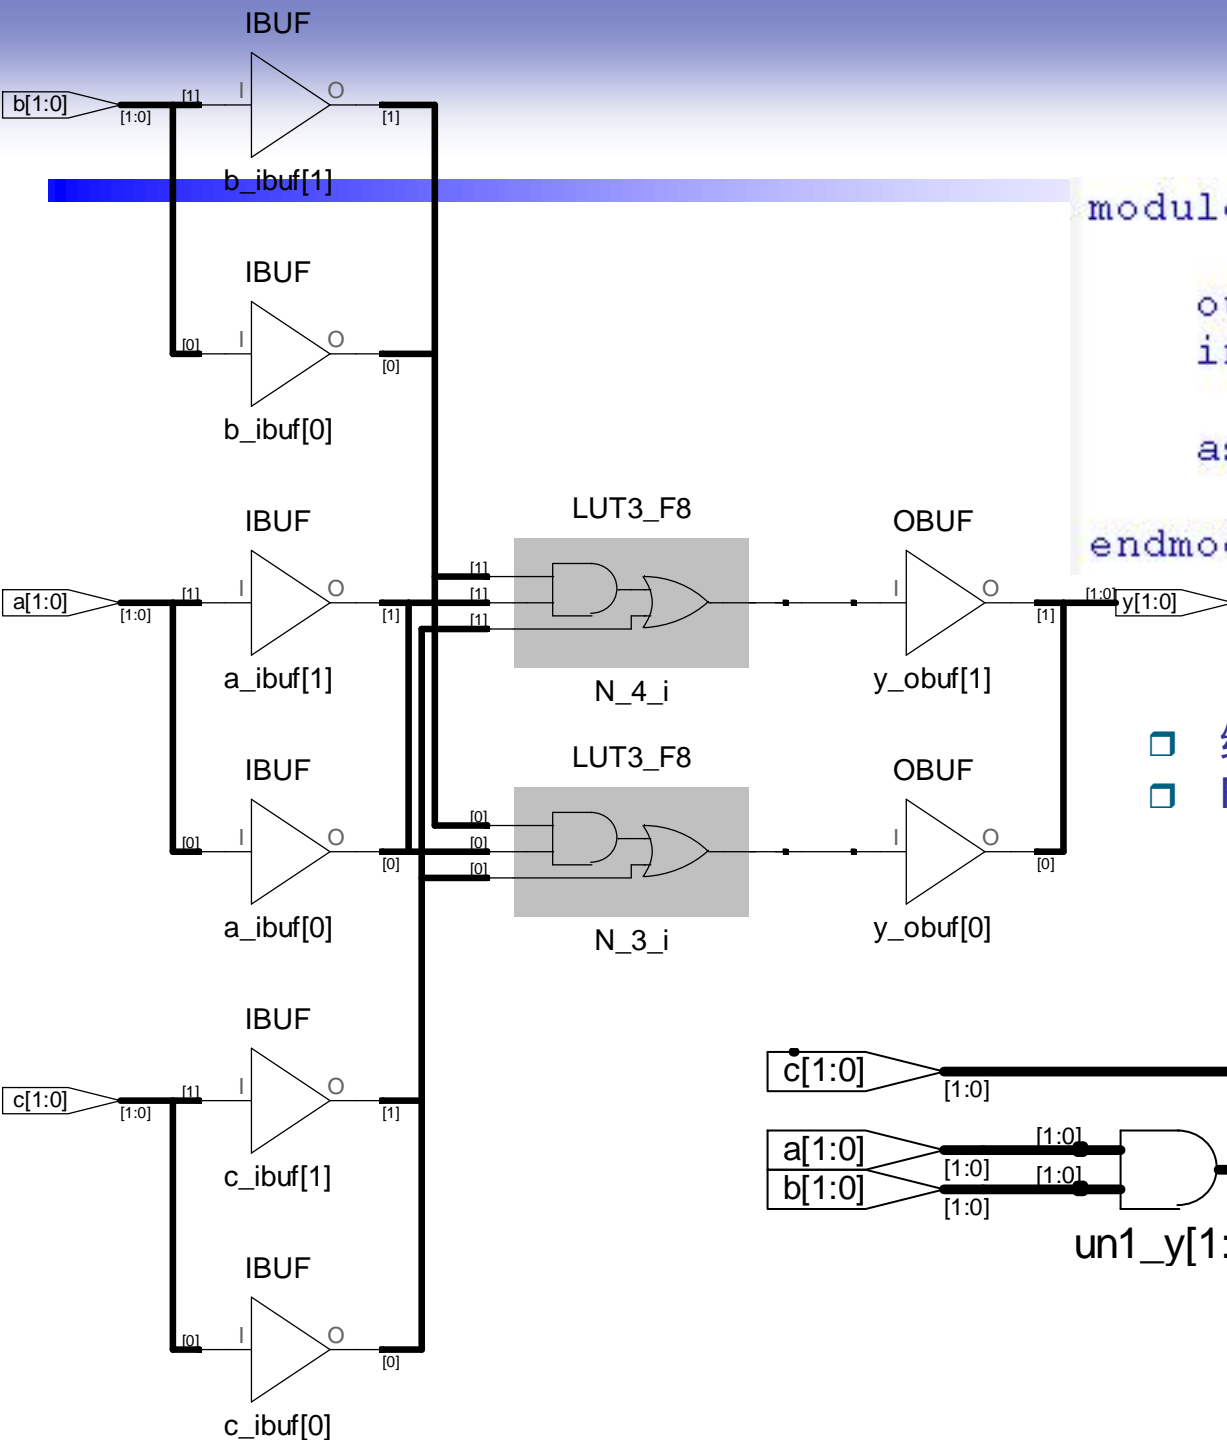 IBUF
b[1:0]
[1:0]
[1]
I
O
[1]
b_ibuf[1]
IBUF
[0]
I
O
[0]
b_ibuf[0]
IBUF
a[1:0]
[1:0]
[1]
I
O
[1]
a_ibuf[1]
IBUF
[0]
I
O
[0]
a_ibuf[0]
IBUF
c[1:0]
[1:0]
[1]
I
O
[1]
c_ibuf[1]
IBUF
[0]
I
O
[0]
c_ibuf[0]
LUT3_F8
[1]
[1]
[1]
N_4_i
LUT3_F8
[0]
[0]
[0]
N_3_i
OBUF
I
O
[1]
y_obuf[1]
OBUF
I
O
[0]
y_obuf[0]
[1:0]
y[1:0]
endmo
c[1:0]
[1:0]
a[1:0]
[1:0]
[1:0]
b[1:0]
[1:0]
[1:0]
un1_y[1: